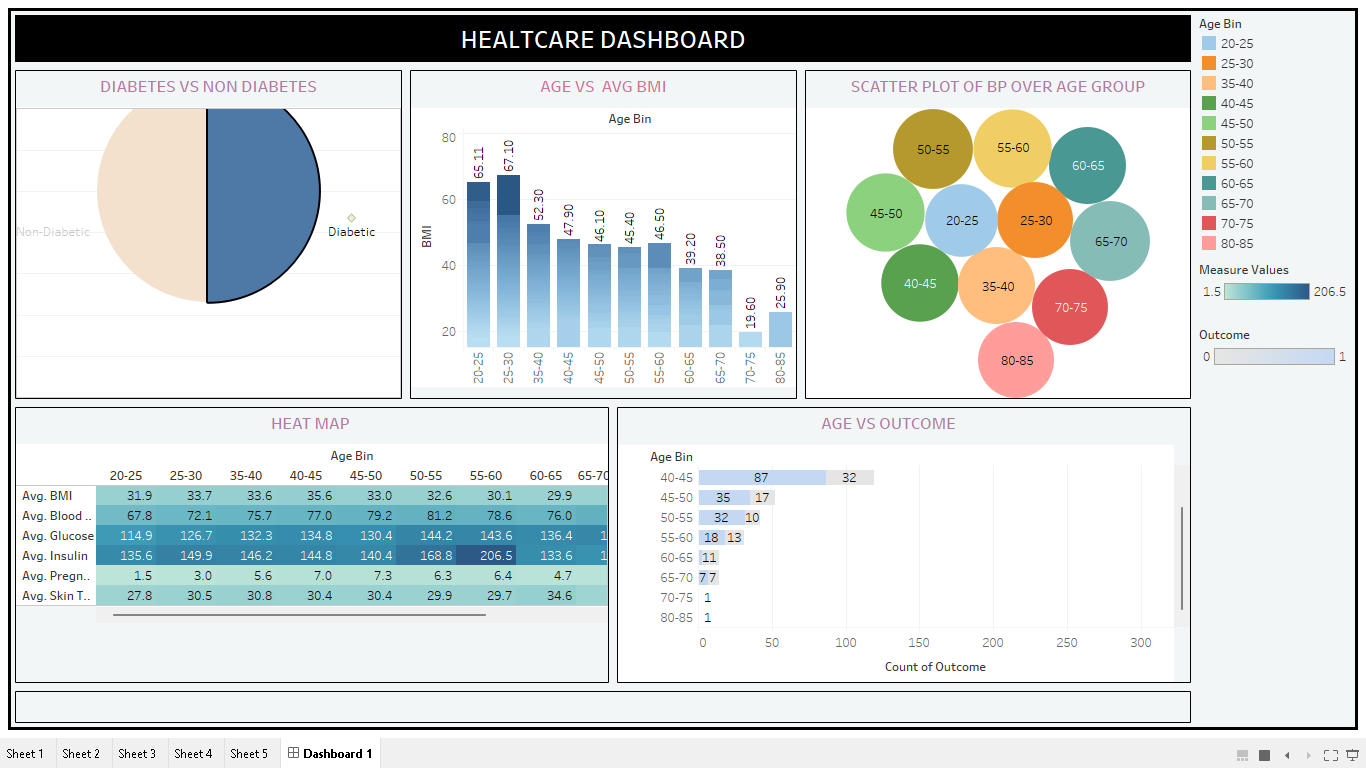 HEALTCARE DASHBOARD
DIABETES VS NON DIABETES
Non-Diabetic
Diabetic
AGE VS AVG BMI
Age Bin
BMI
80
60
40
20
65.11
67.10
52.30
47.90
46.10
45.40
46.50
39.20
38.50
19.60
25.90
20-25
25-30
35-40
40-45
45-50
50-55
55-60
60-65
65-70
70-75
80-85
SCATTER PLOT OF BP OVER AGE GROUP
50-55
55-60
60-65
45-50
20-25
25-30
65-70
40-45
35-40
70-75
80-85
Age Bin
20-25
25-30
35-40
40-45
45-50
50-55
55-60
60-65
65-70
70-75
80-85
Measure Values
1.5 206.5
Outcome
0 1
HEAT MAP
Age Bin
20-25 25-30 35-40 40-45 45-50 50-55 55-60 60-65 65-70
Avg. BMI 31.9 33.7 33.6 35.6 33.0 32.6 30.1 29.9
Avg. Blood .. 67.8 72.1 75.7 77.0 79.2 81.2 78.6 76.0
Avg. Glucose 114.9 126.7 132.3 134.8 130.4 144.2 143.6 136.4 1
Avg. Insulin 135.6 149.9 146.2 144.8 140.4 168.8 206.5 133.6 1
Avg. Pregn.. 1.5 3.0 5.6 7.0 7.3 6.3 6.4 4.7
Avg. Skin T.. 27.8 30.5 30.8 30.4 30.4 29.9 29.7 34.6
AGE VS OUTCOME
Age Bin
40-45 87 32
45-50 35 17
50-55 32 10
55-60 18 13
60-65 11
65-70 7 7
70-75 1
80-85 1
0 50 100 150 200 250 300
Count of Outcome
Sheet 1 Sheet 2 Sheet 3 Sheet 4 Sheet 5 Dashboard 1